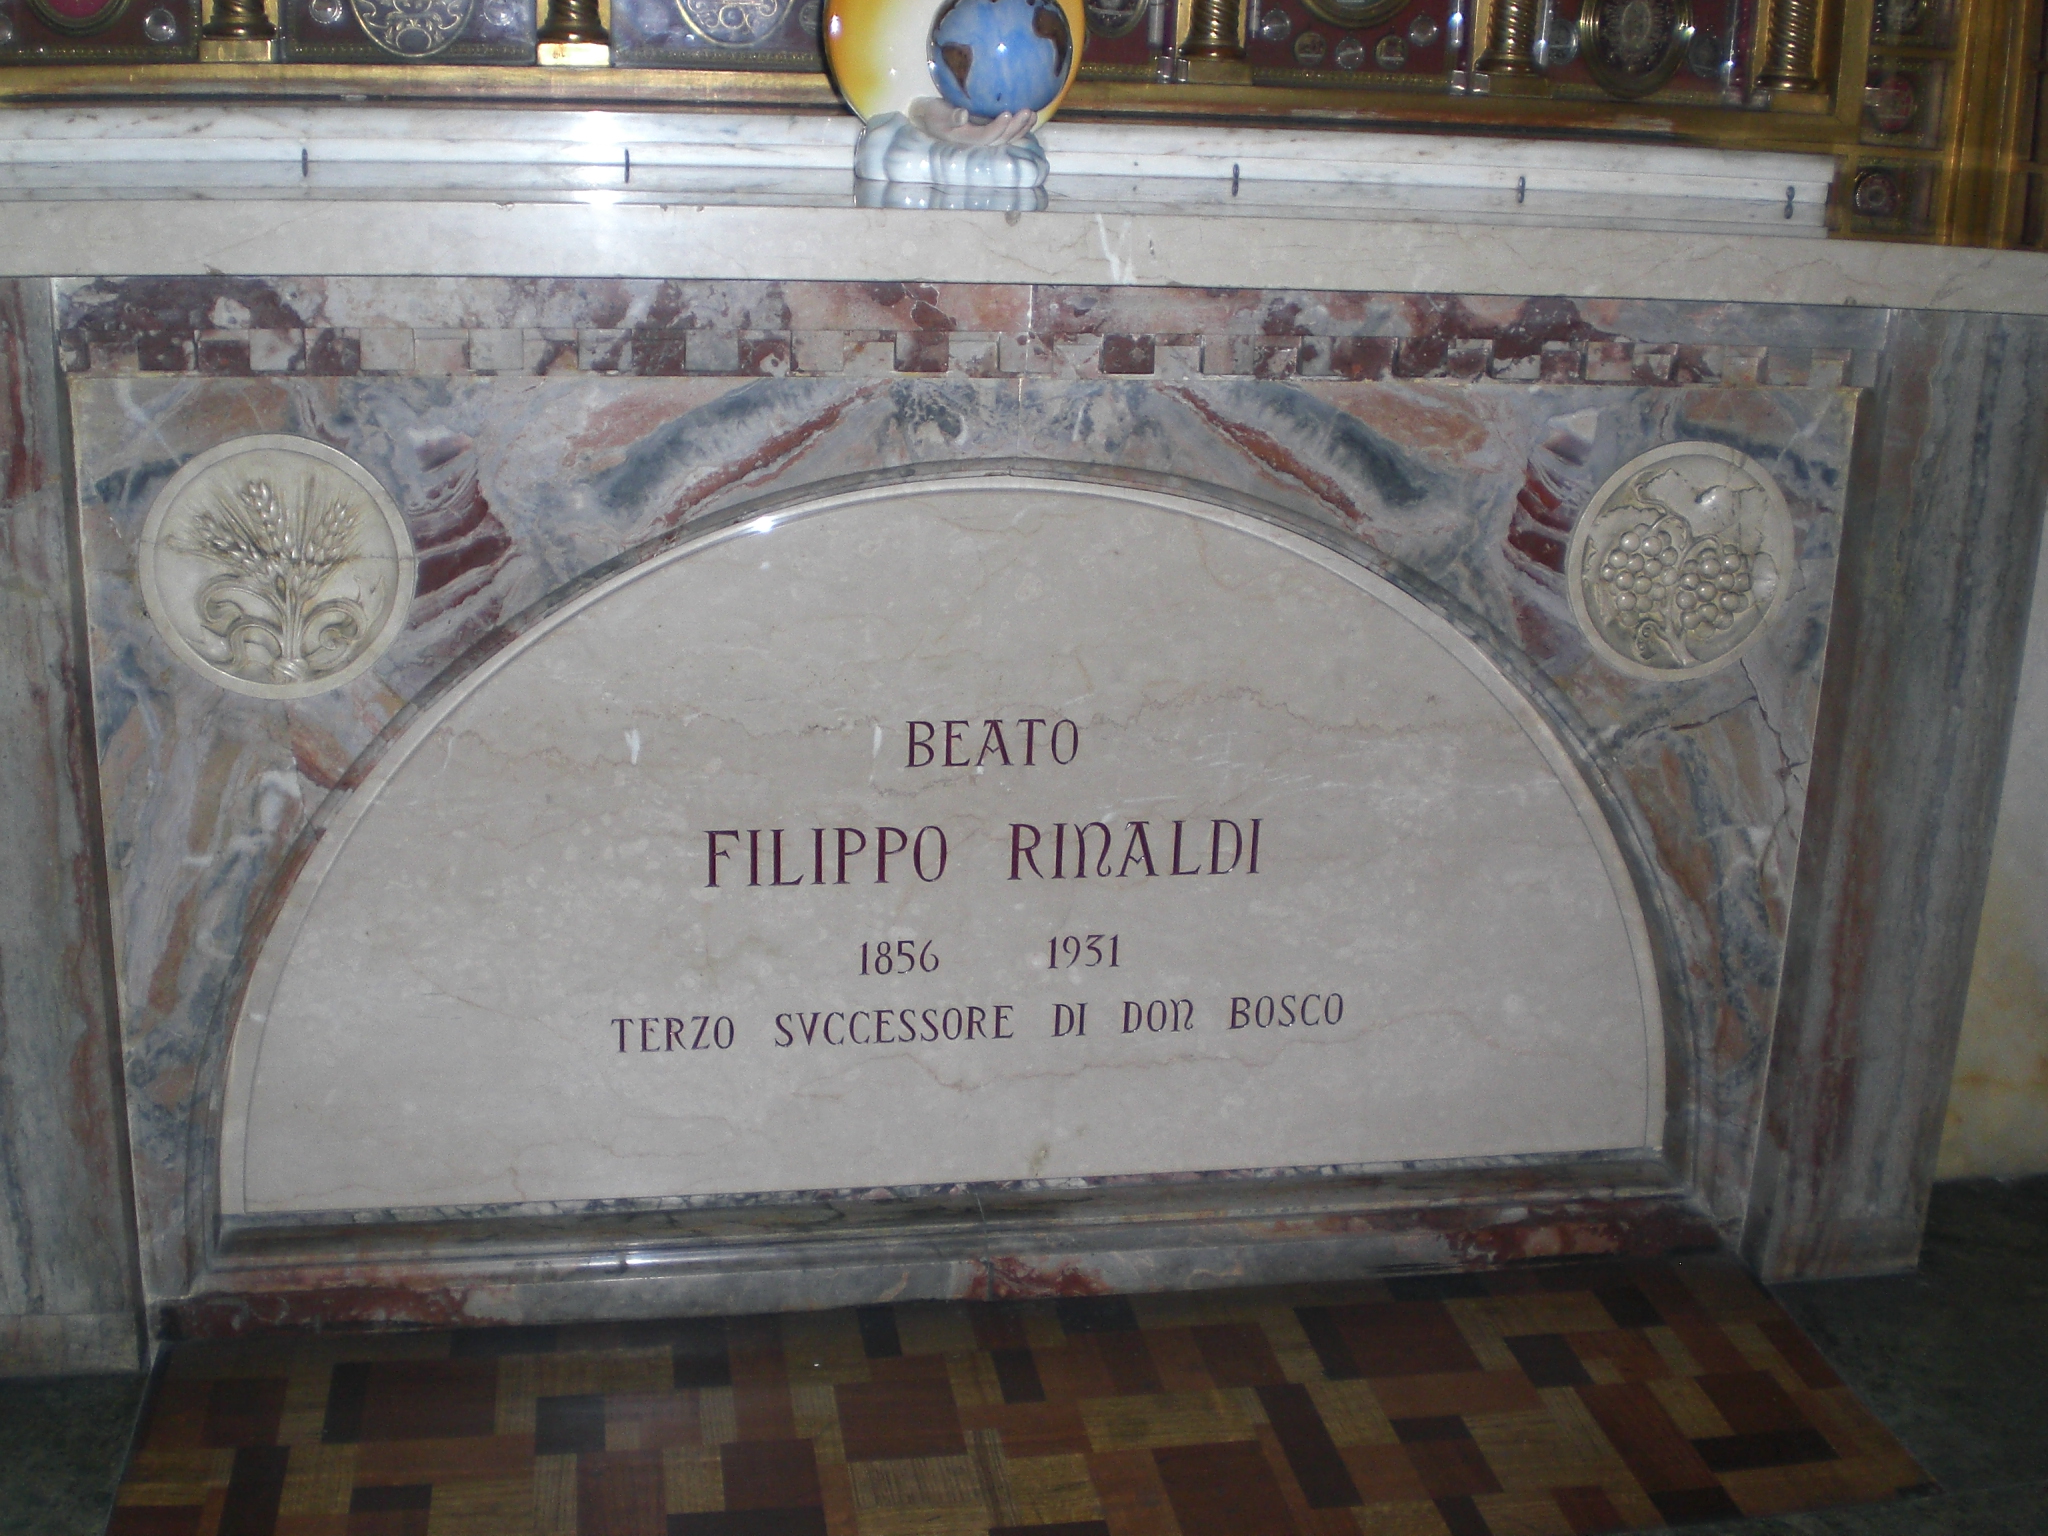 BEATO
FILIPPO RINALDI
1856 1931
TERZO SVCCESSORE DI DON BOSCO